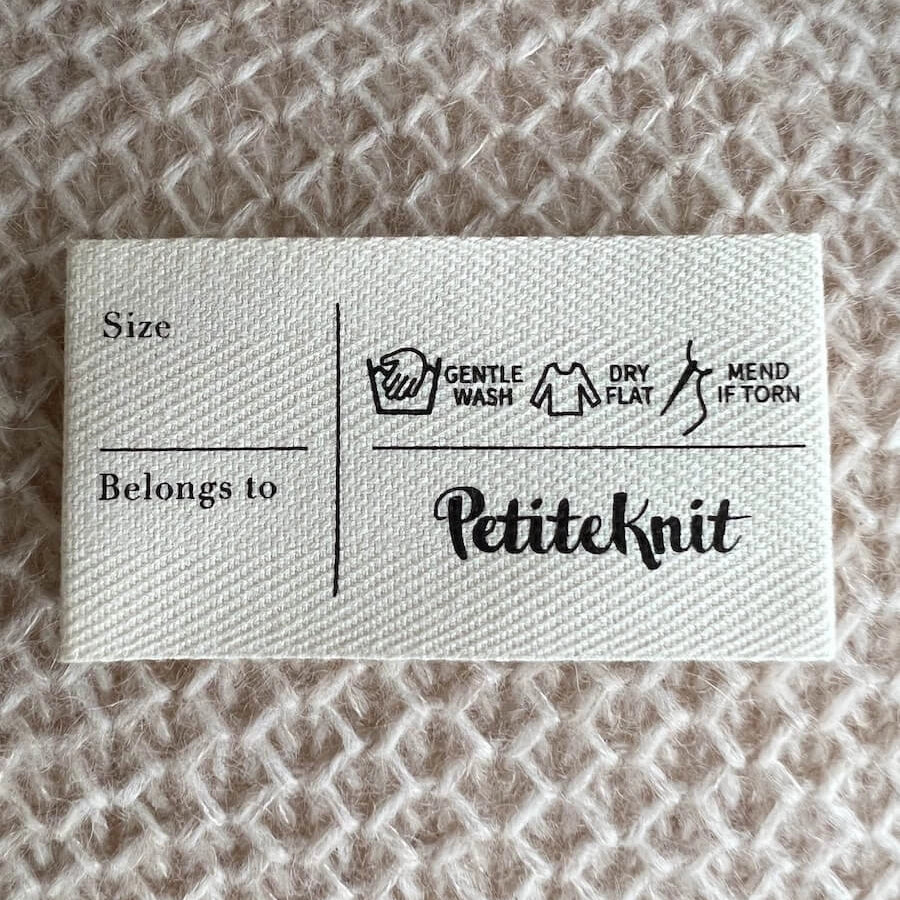 Size
Belongs to
GENTLE
WASH
DRY
FLAT
MEND
IF TORN
PetiteKnit